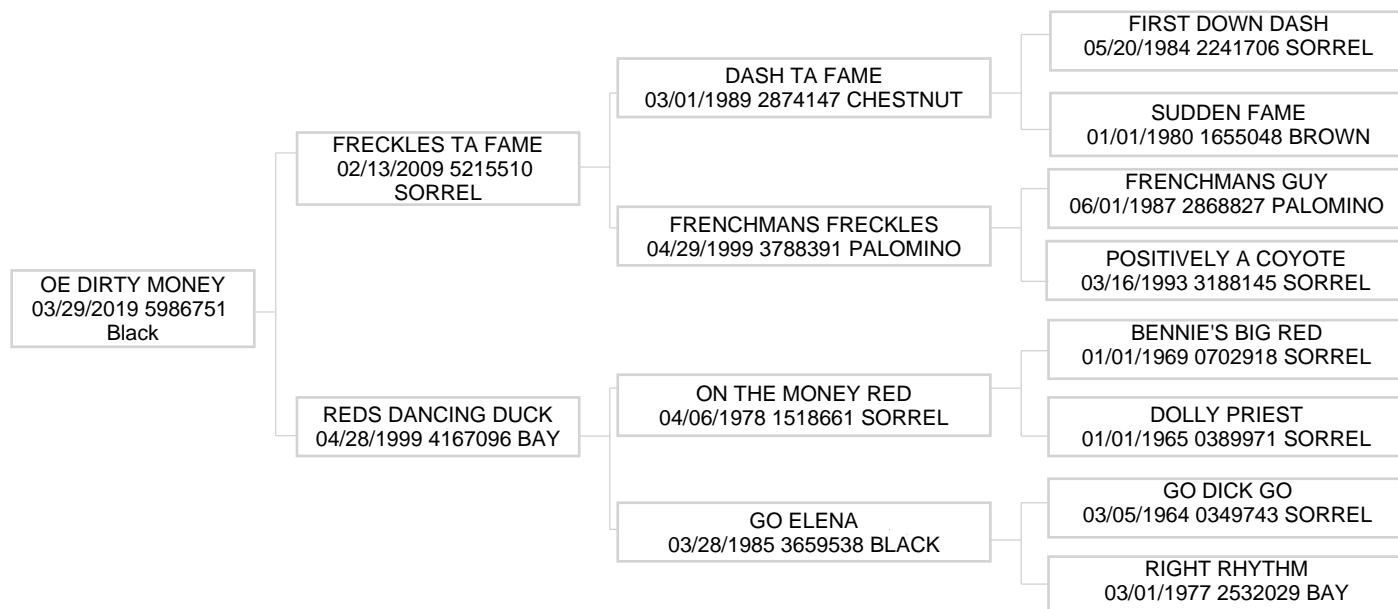 OE DIRTY MONEY
03/29/2019 5986751
Black
FRECKLES TA FAME
02/13/2009 5215510
SORREL
REDS DANCING DUCK
04/28/1999 4167096 BAY
DASH TA FAME
03/01/1989 2874147 CHESTNUT
FRENCHMANS FRECKLES
04/29/1999 3788391 PALOMINO
ON THE MONEY RED
04/06/1978 1518661 SORREL
GO ELENA
03/28/1985 3659538 BLACK
FIRST DOWN DASH
05/20/1984 2241706 SORREL
SUDDEN FAME
01/01/1980 1655048 BROWN
FRENCHMANS GUY
06/01/1987 2868827 PALOMINO
POSITIVELY A COYOTE
03/16/1993 3188145 SORREL
BENNIE'S BIG RED
01/01/1969 0702918 SORREL
DOLLY PRIEST
01/01/1965 0389971 SORREL
GO DICK GO
03/05/1964 0349743 SORREL
RIGHT RHYTHM
03/01/1977 2532029 BAY